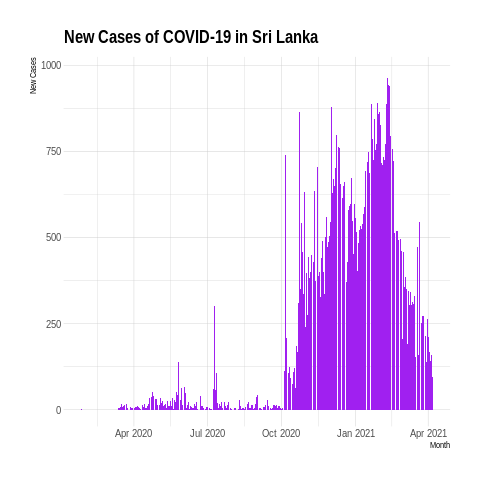 New Cases of COVID-19 in Sri Lanka
New Cases
1000
750
500
250
0
Apr 2020 Jul 2020 Oct 2020 Jan 2021 Apr 2021
Month